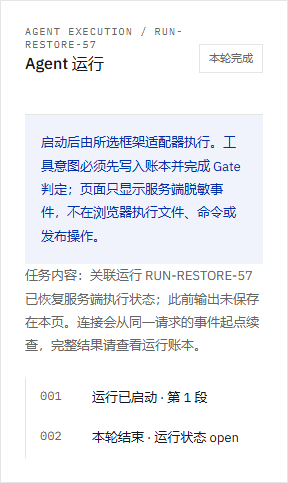 AGENT EXECUTION / RUN-
RESTORE-57
Agent 运行
本轮完成
启动后由所选框架适配器执行。工
具意图必须先写入账本并完成 Gate
判定；页面只显示服务端脱敏事
件，不在浏览器执行文件、命令或
发布操作。
任务内容：关联运行 RUN-RESTORE-57
已恢复服务端执行状态；此前输出未保存
在本页。连接会从同一请求的事件起点续
查，完整结果请查看运行账本。
001 运行已启动 · 第 1 段
002 本轮结束 · 运行状态 open